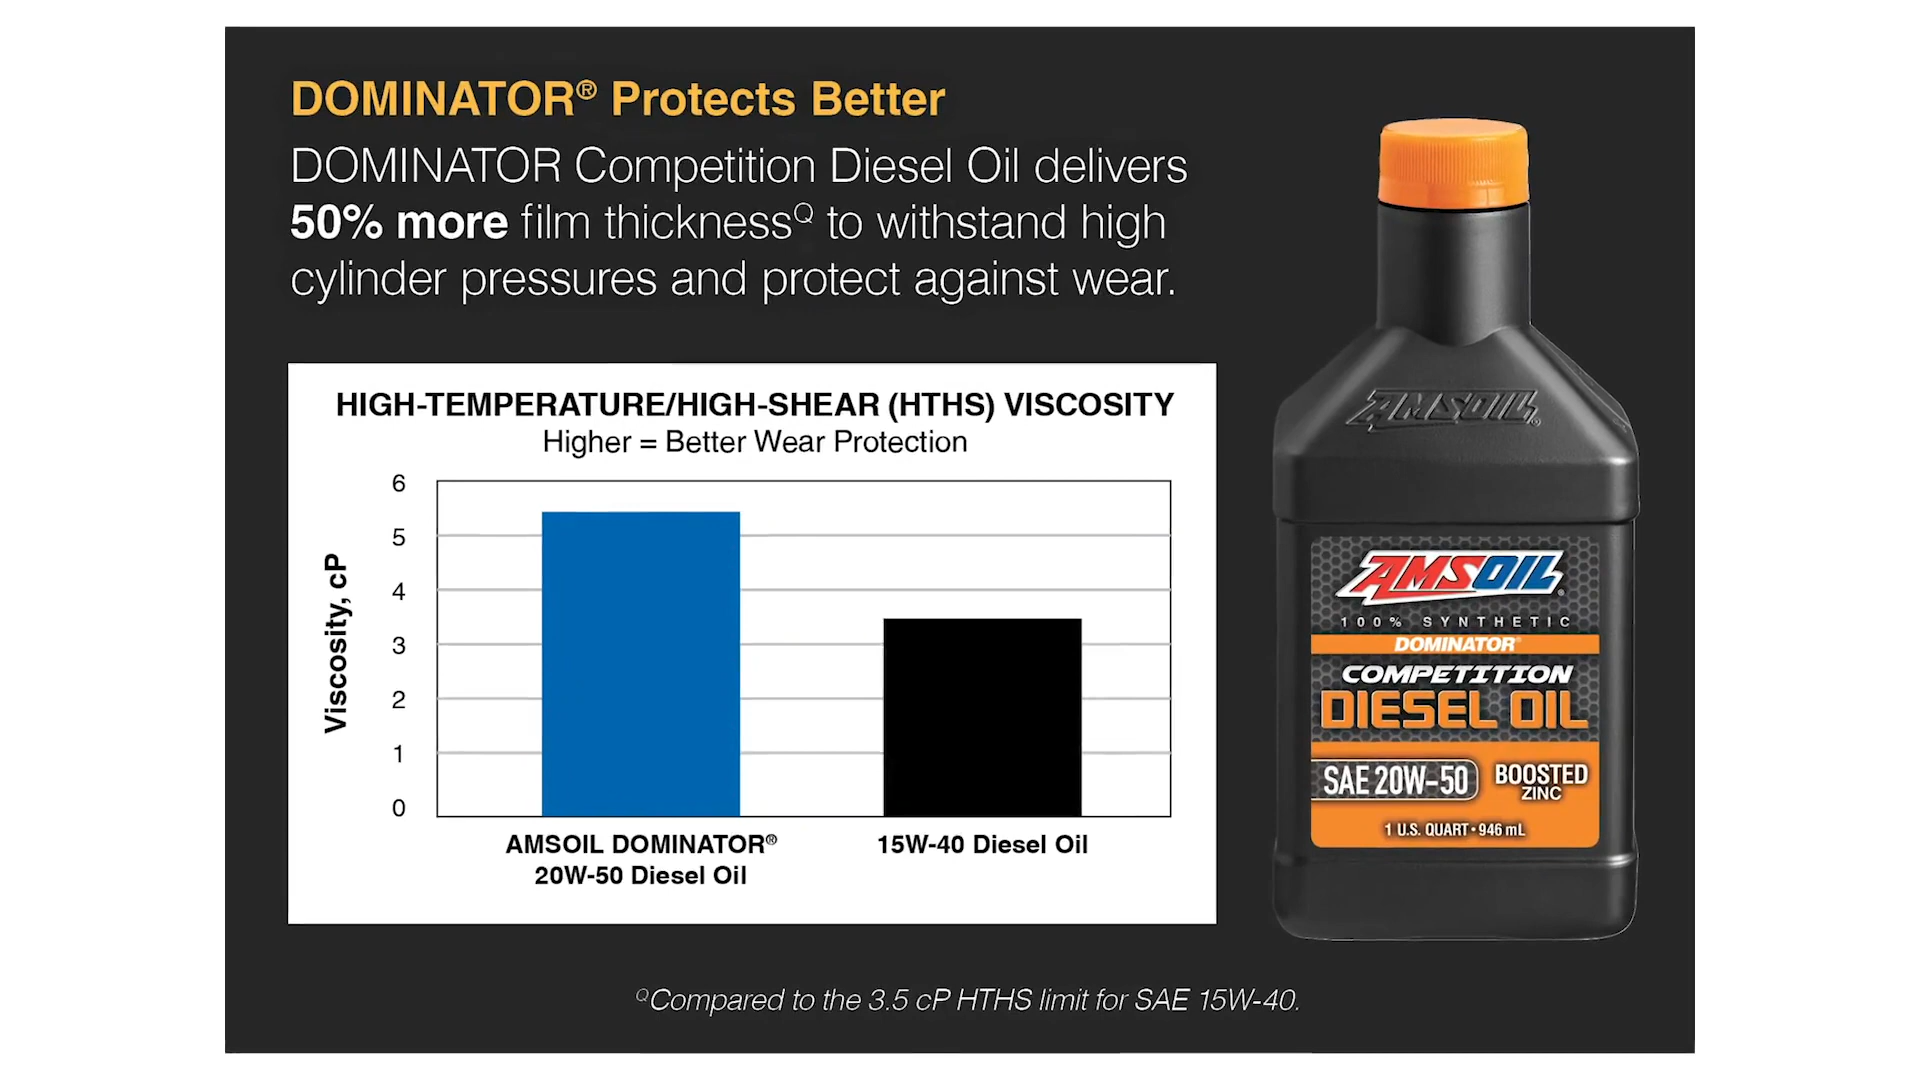 DOMINATOR® Protects Better
DOMINATOR Competition Diesel Oil delivers
50% more film thicknessQ to withstand high
cylinder pressures and protect against wear.
HIGH-TEMPERATURE/HIGH-SHEAR (HTHS) VISCOSITY
Higher = Better Wear Protection
Viscosity, cP
6
5
4
3
2
1
0
AMSOIL DOMINATOR®
20W-50 Diesel Oil
15W-40 Diesel Oil
AMSOIL®
AMSOIL®
100% SYNTHETIC
DOMINATOR®
COMPETITION
DIESEL OIL
SAE 20W-50
BOOSTED
ZINC
1 U.S. QUART • 946 mL
QCompared to the 3.5 cP HTHS limit for SAE 15W-40.